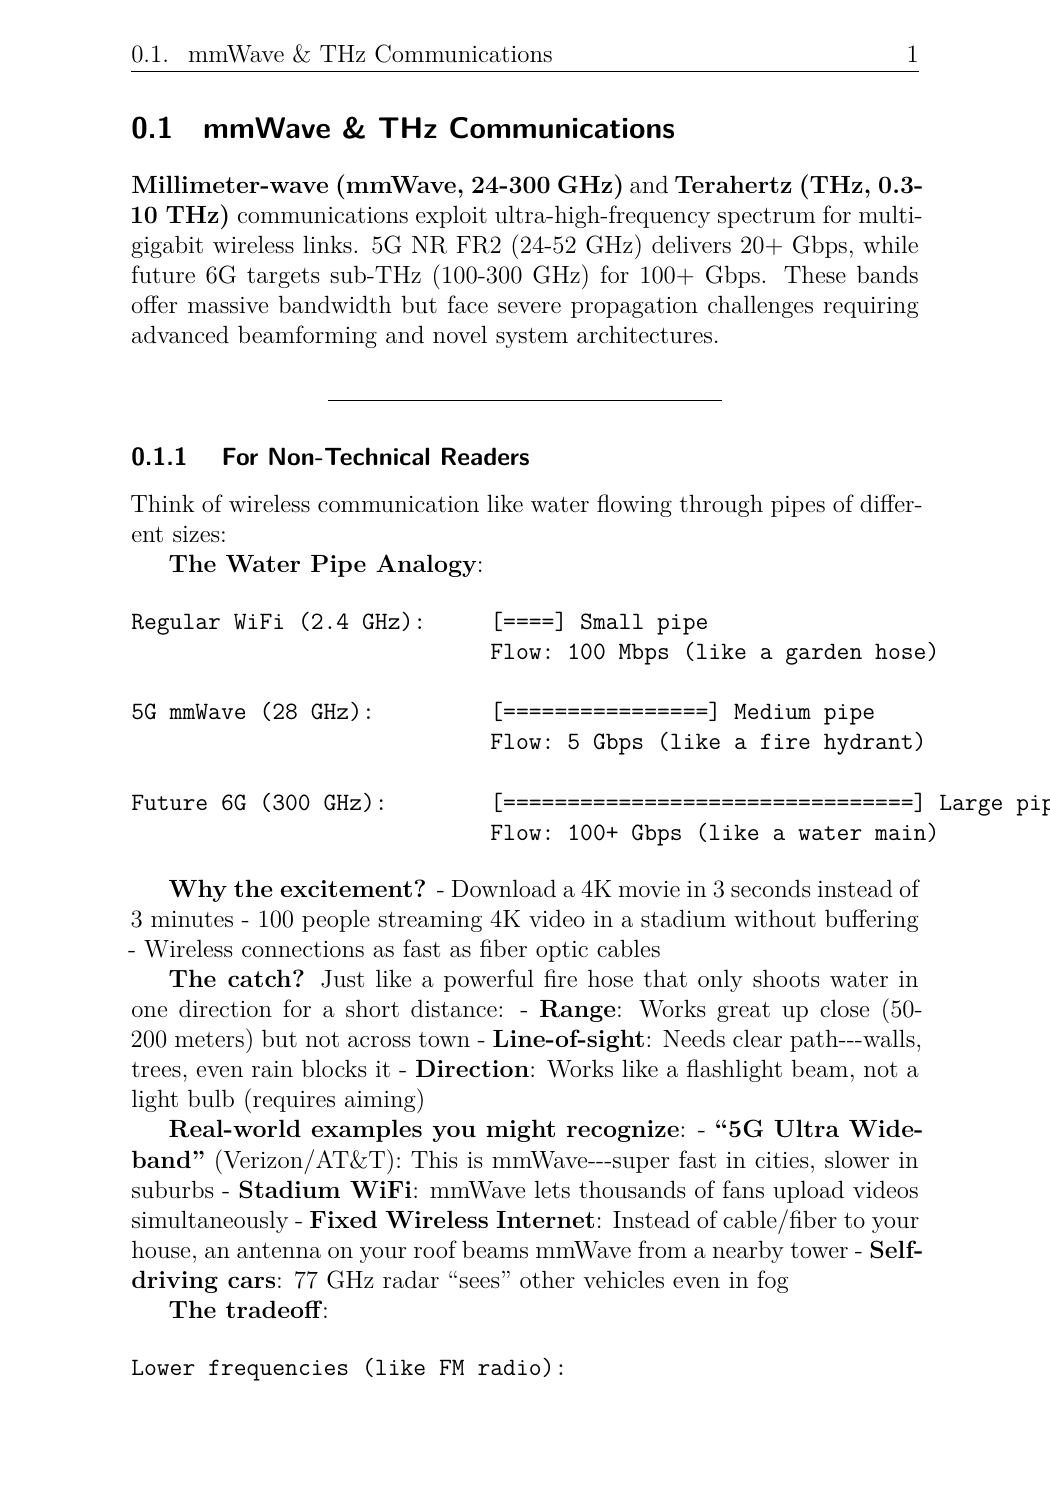 0.1. mmWave & THz Communications 1
0.1 mmWave & THz Communications
Millimeter-wave (mmWave, 24-300 GHz) and Terahertz (THz, 0.3-
10 THz) communications exploit ultra-high-frequency spectrum for multi-
gigabit wireless links. 5G NR FR2 (24-52 GHz) delivers 20+ Gbps, while
future 6G targets sub-THz (100-300 GHz) for 100+ Gbps. These bands
offer massive bandwidth but face severe propagation challenges requiring
advanced beamforming and novel system architectures.
0.1.1 For Non-Technical Readers
Think of wireless communication like water flowing through pipes of differ-
ent sizes:
The Water Pipe Analogy:
Regular WiFi (2.4 GHz): [====] Small pipe
Flow: 100 Mbps (like a garden hose)
5G mmWave (28 GHz): [================] Medium pipe
Flow: 5 Gbps (like a fire hydrant)
Future 6G (300 GHz): [================================] Large pip
Flow: 100+ Gbps (like a water main)
Why the excitement? - Download a 4K movie in 3 seconds instead of
3 minutes - 100 people streaming 4K video in a stadium without buffering
- Wireless connections as fast as fiber optic cables
The catch? Just like a powerful fire hose that only shoots water in
one direction for a short distance: - Range: Works great up close (50-
200 meters) but not across town - Line-of-sight: Needs clear path---walls,
trees, even rain blocks it - Direction: Works like a flashlight beam, not a
light bulb (requires aiming)
Real-world examples you might recognize: - “5G Ultra Wide-
band” (Verizon/AT&T): This is mmWave---super fast in cities, slower in
suburbs - Stadium WiFi: mmWave lets thousands of fans upload videos
simultaneously - Fixed Wireless Internet: Instead of cable/fiber to your
house, an antenna on your roof beams mmWave from a nearby tower - Self-
driving cars: 77 GHz radar “sees” other vehicles even in fog
The tradeoff:
Lower frequencies (like FM radio):